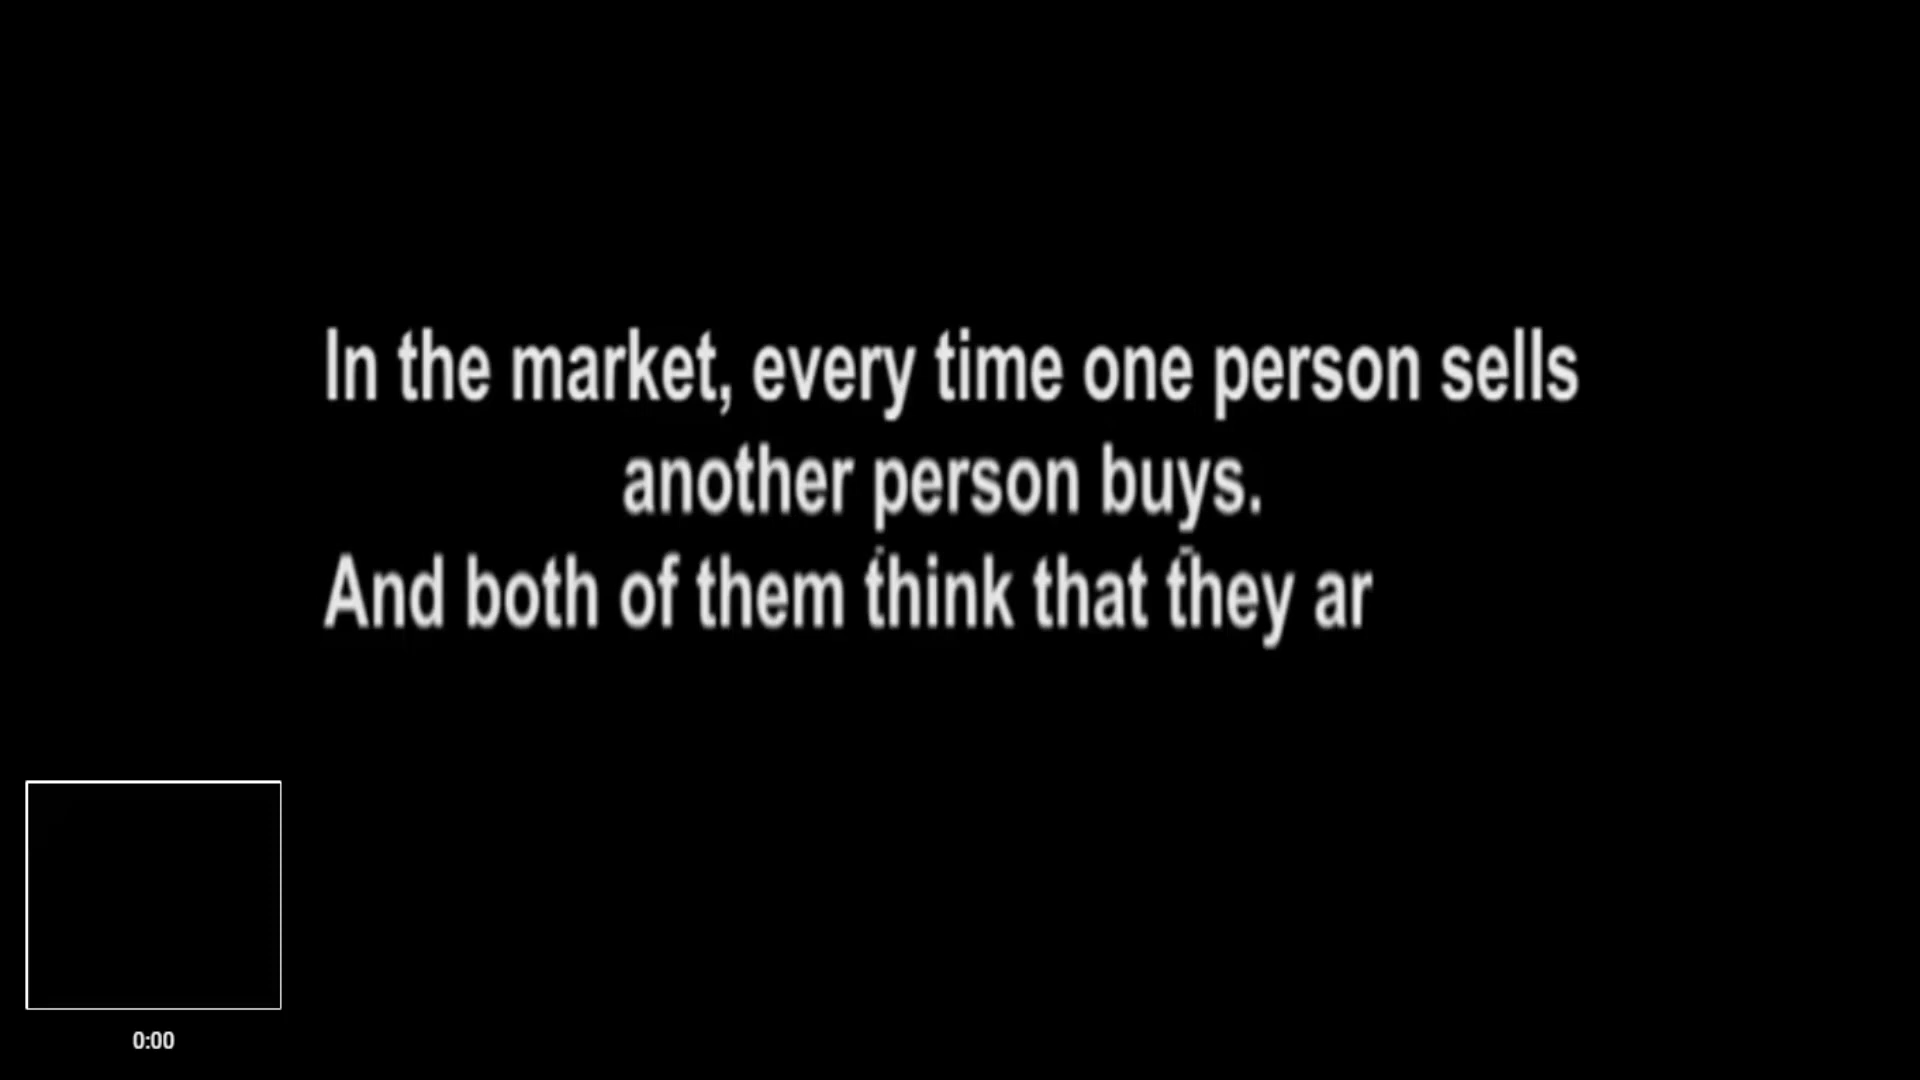 In the market, every time one person sells
another person buys.
And both of them think that they ar
0:00